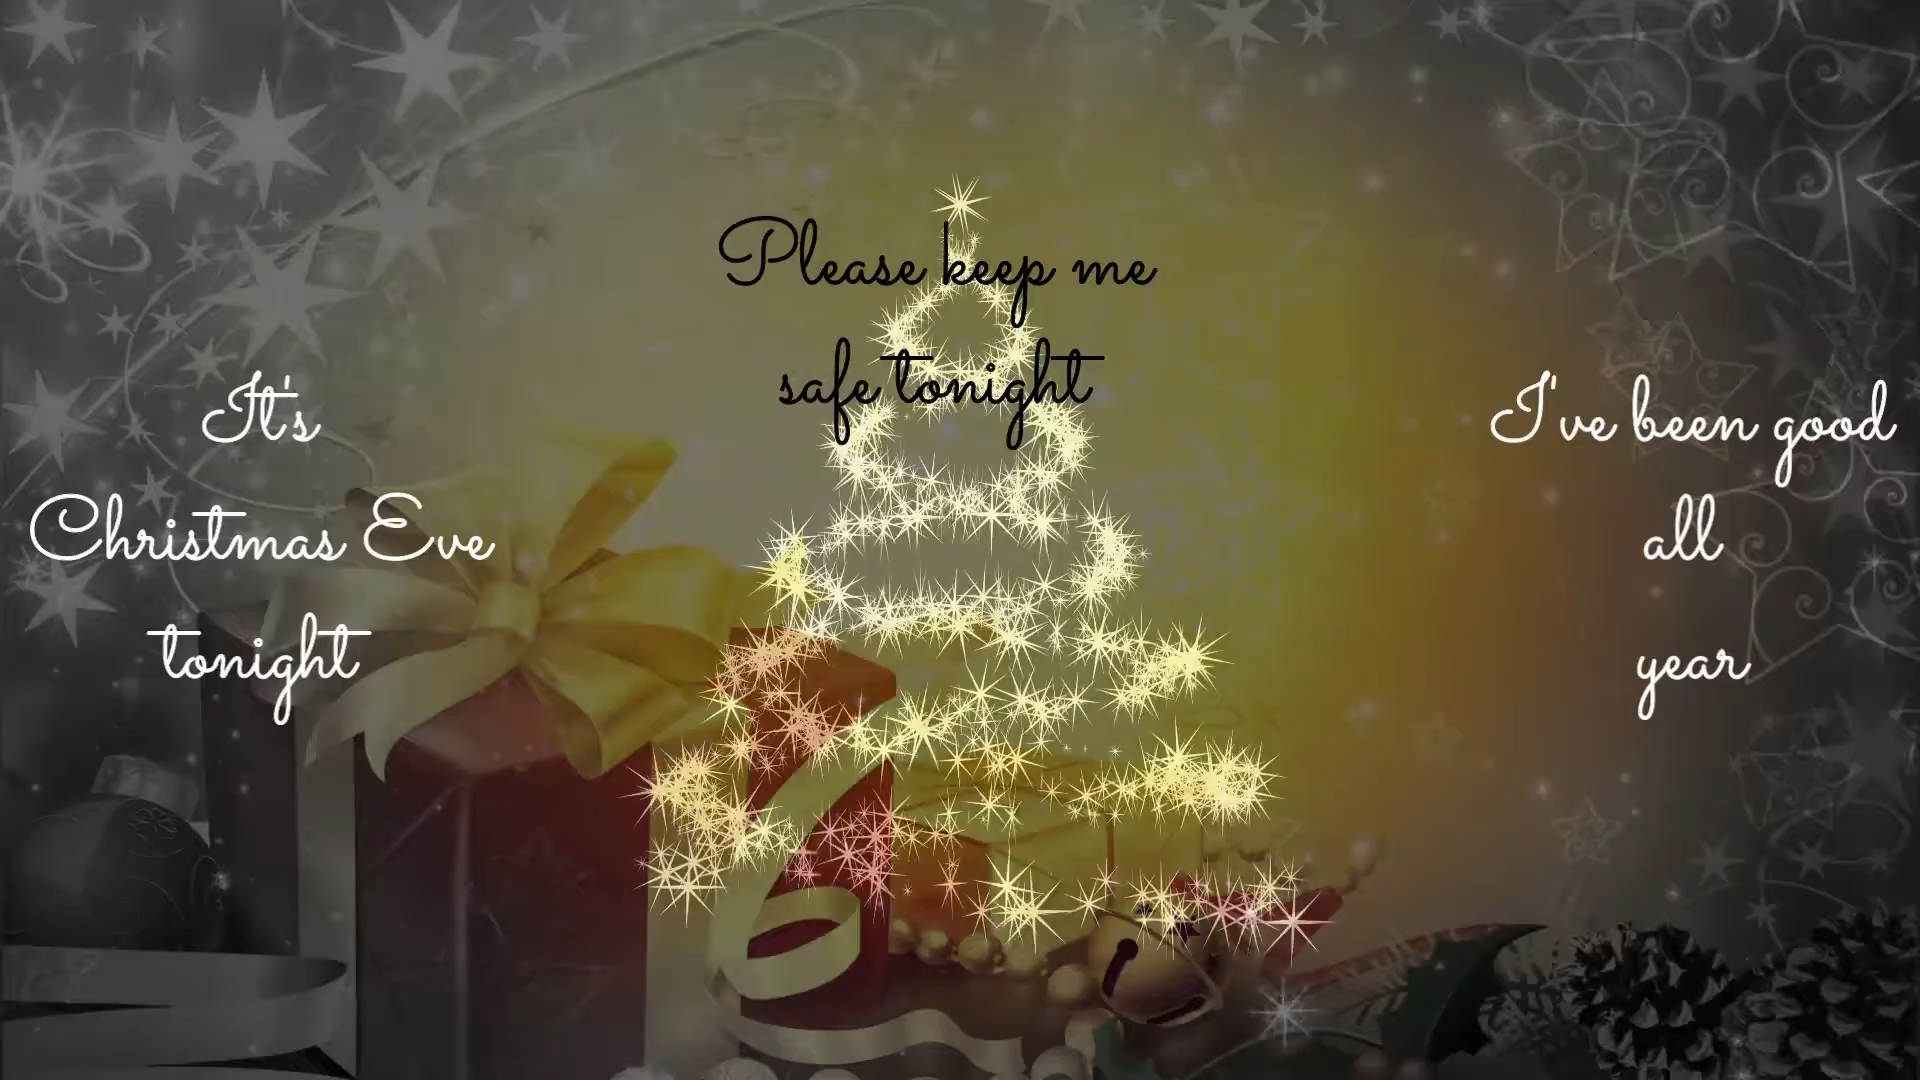 It's
Christmas Eve
tonight
Please keep me
safe tonight
I've been good
all
year